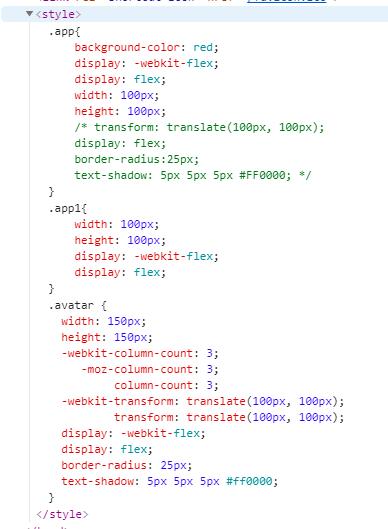 <style>
.app{
background-color: red;
display: -webkit-flex;
display: flex;
width: 100px;
height: 100px;
/* transform: translate(100px, 100px);
display: flex;
border-radius:25px;
text-shadow: 5px 5px 5px #FF0000; */
}
.app1{
width: 100px;
height: 100px;
display: -webkit-flex;
display: flex;
}
.avatar {
width: 150px;
height: 150px;
-webkit-column-count: 3;
-moz-column-count: 3;
column-count: 3;
-webkit-transform: translate(100px, 100px);
transform: translate(100px, 100px);
display: -webkit-flex;
display: flex;
border-radius: 25px;
text-shadow: 5px 5px 5px #ff0000;
}
</style>